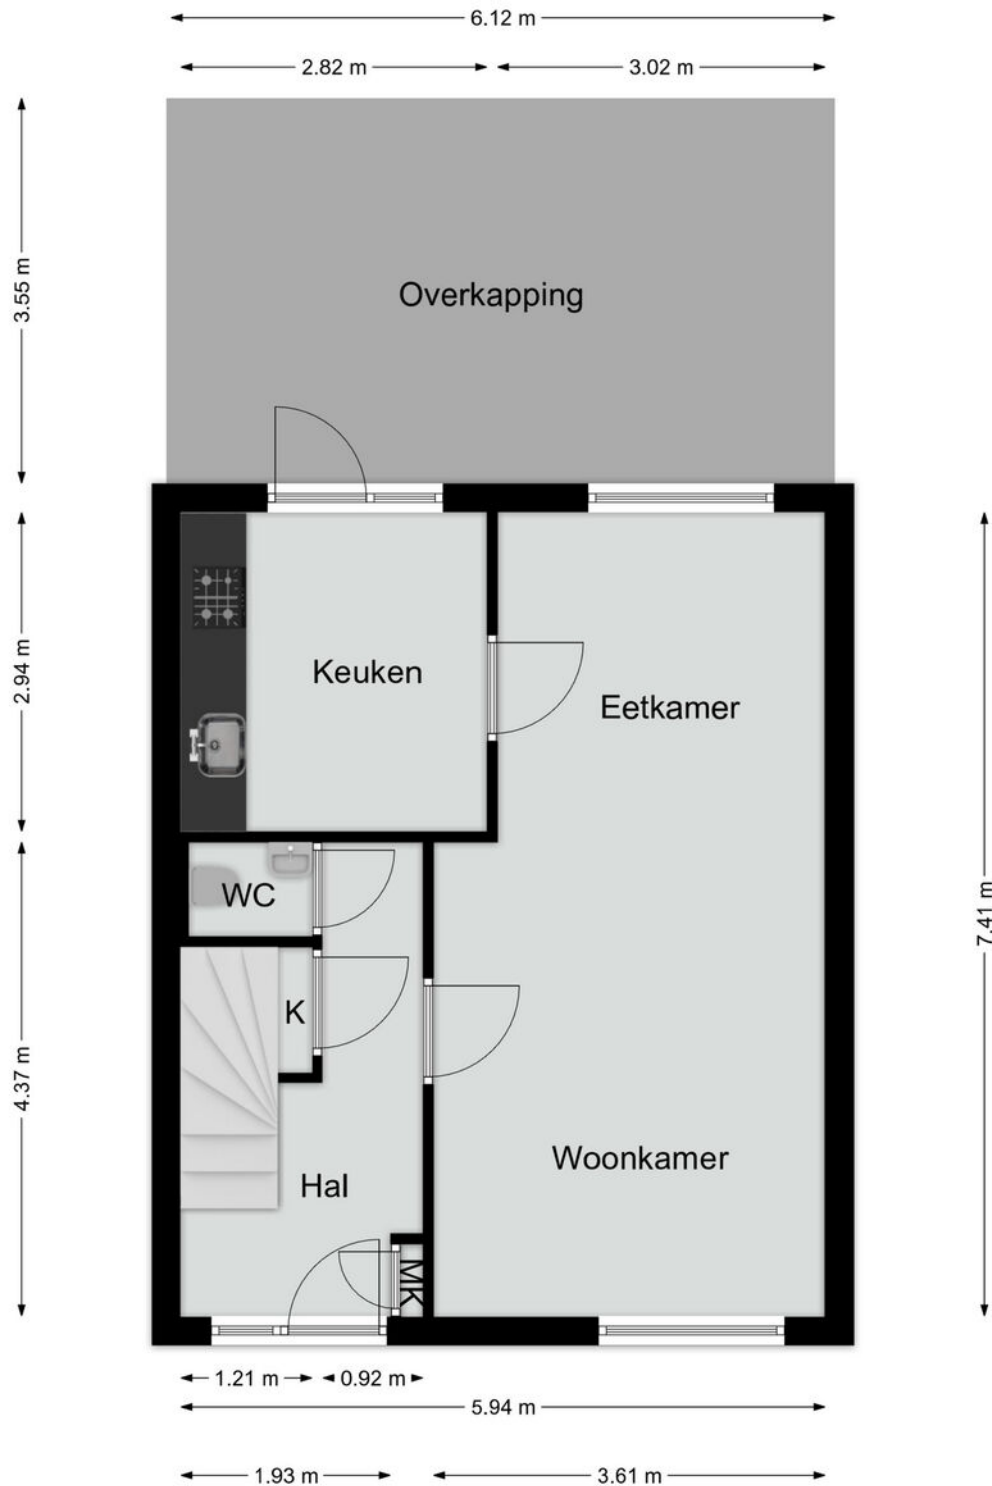 6.12 m
2.82 m
3.02 m
3.55 m
Overkapping
2.94 m
Keuken
Eetkamer
WC
7.41 m
K
4.37 m
Woonkamer
Hal
MK
1.21 m
0.92 m
5.94 m
1.93 m
3.61 m